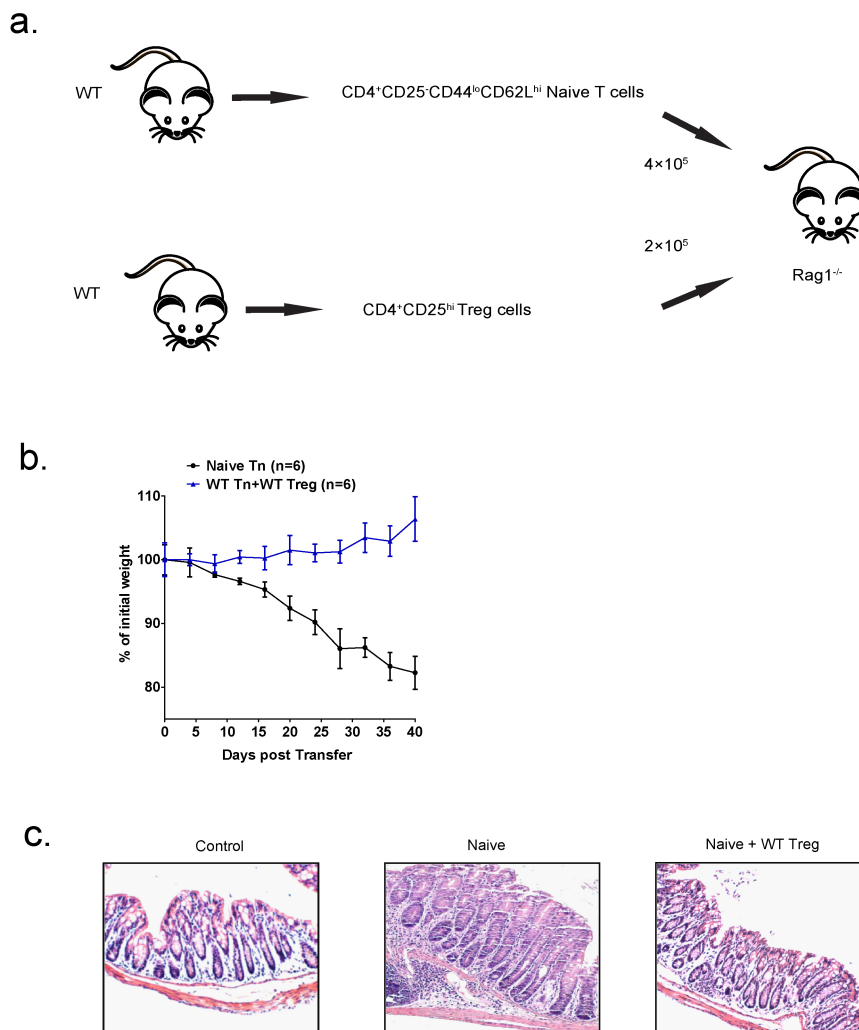 a.
WT
CD4⁺CD25⁻CD44ˡᵒCD62Lʰⁱ Naive T cells
4×10⁵
2×10⁵
Rag1⁻/⁻
WT
CD4⁺CD25ʰⁱ Treg cells
b.
Naive Tn (n=6)
WT Tn+WT Treg (n=6)
110
100
90
80
% of initial weight
0 5 10 15 20 25 30 35 40
Days post Transfer
c.
Control
Naive
Naive + WT Treg